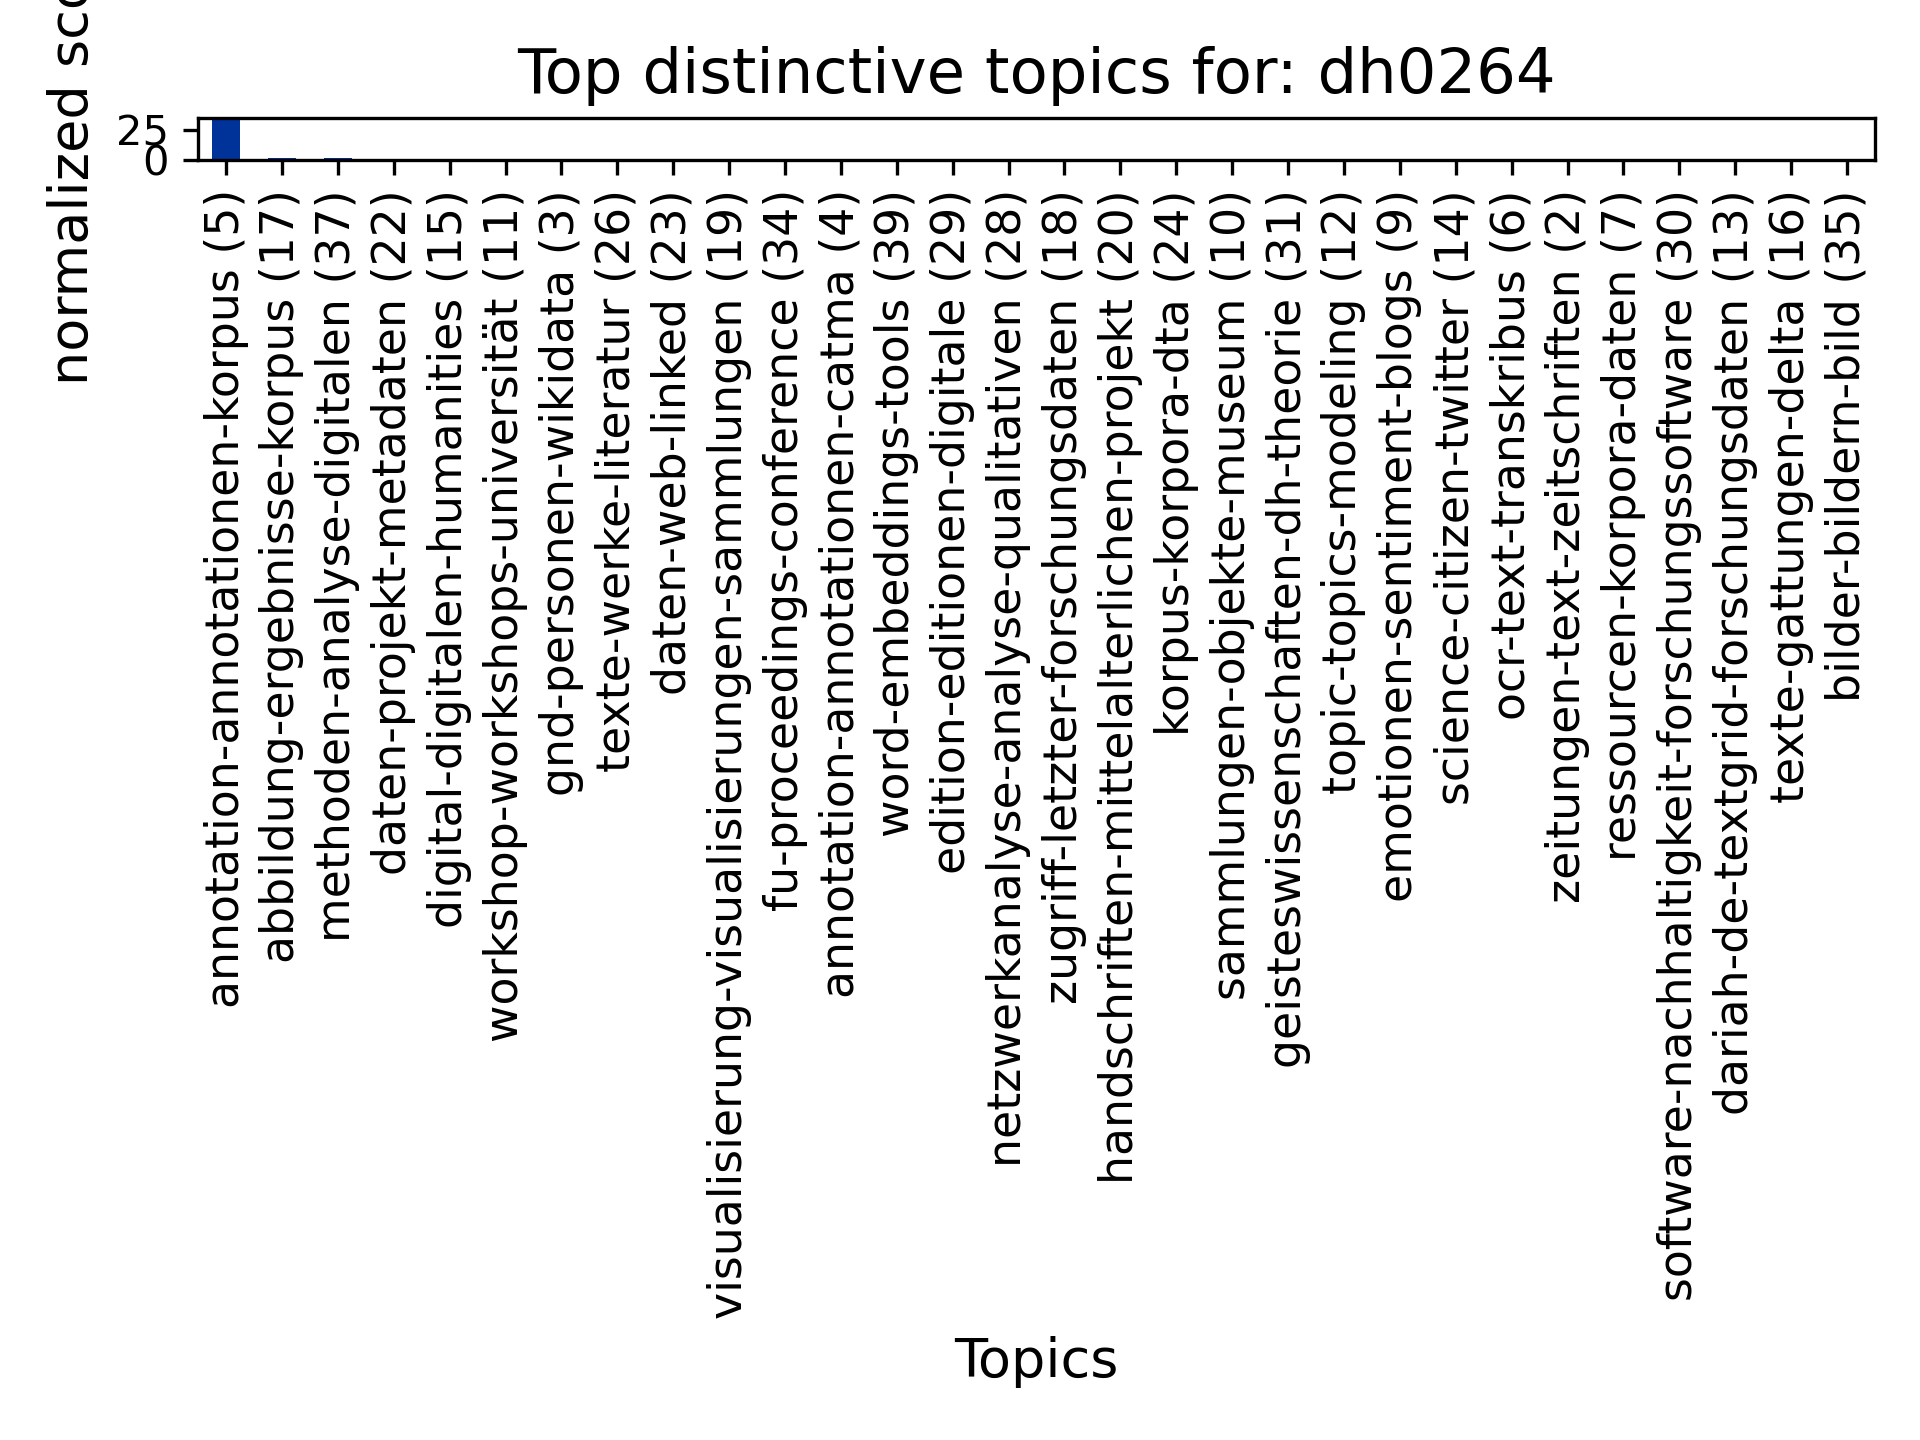 Top distinctive topics for: dh0264
normalized sco
25
0
annotation-annotationen-korpus (5)
abbildung-ergebnisse-korpus (17)
methoden-analyse-digitalen (37)
daten-projekt-metadaten (22)
digital-digitalen-humanities (15)
workshop-workshops-universität (11)
gnd-personen-wikidata (3)
texte-werke-literatur (26)
daten-web-linked (23)
visualisierung-visualisierungen-sammlungen (19)
fu-proceedings-conference (34)
annotation-annotationen-catma (4)
word-embeddings-tools (39)
edition-editionen-digitale (29)
netzwerkanalyse-analyse-qualitativen (28)
zugriff-letzter-forschungsdaten (18)
handschriften-mittelalterlichen-projekt (20)
korpus-korpora-dta (24)
sammlungen-objekte-museum (10)
geisteswissenschaften-dh-theorie (31)
topic-topics-modeling (12)
emotionen-sentiment-blogs (9)
science-citizen-twitter (14)
ocr-text-transkribus (6)
zeitungen-text-zeitschriften (2)
ressourcen-korpora-daten (7)
software-nachhaltigkeit-forschungssoftware (30)
dariah-de-textgrid-forschungsdaten (13)
texte-gattungen-delta (16)
bilder-bildern-bild (35)
Topics